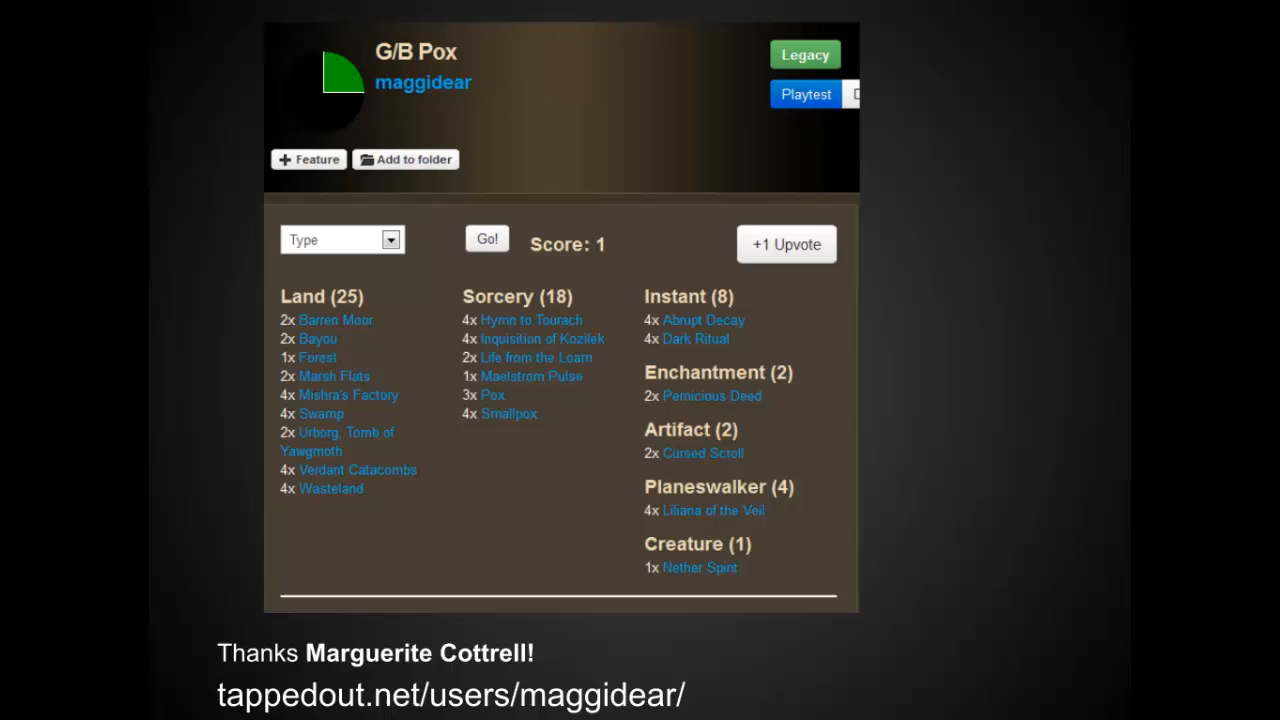 G/B Pox
maggidear
Legacy
Playtest
Feature
Add to folder
Type
Go!
Score: 1
+1 Upvote
Land (25)
2x Barren Moor
2x Bayou
1x Forest
2x Marsh Flats
4x Mishra's Factory
4x Swamp
2x Urborg, Tomb of
Yawgmoth
4x Verdant Catacombs
4x Wasteland
Sorcery (18)
4x Hymn to Tourach
4x Inquisition of Kozilek
2x Life from the Loam
1x Maelstrom Pulse
3x Pox
4x Smallpox
Instant (8)
4x Abrupt Decay
4x Dark Ritual
Enchantment (2)
2x Pernicious Deed
Artifact (2)
2x Cursed Scroll
Planeswalker (4)
4x Liliana of the Veil
Creature (1)
1x Nether Spirit
Thanks Marguerite Cottrell!
tappedout.net/users/maggidear/